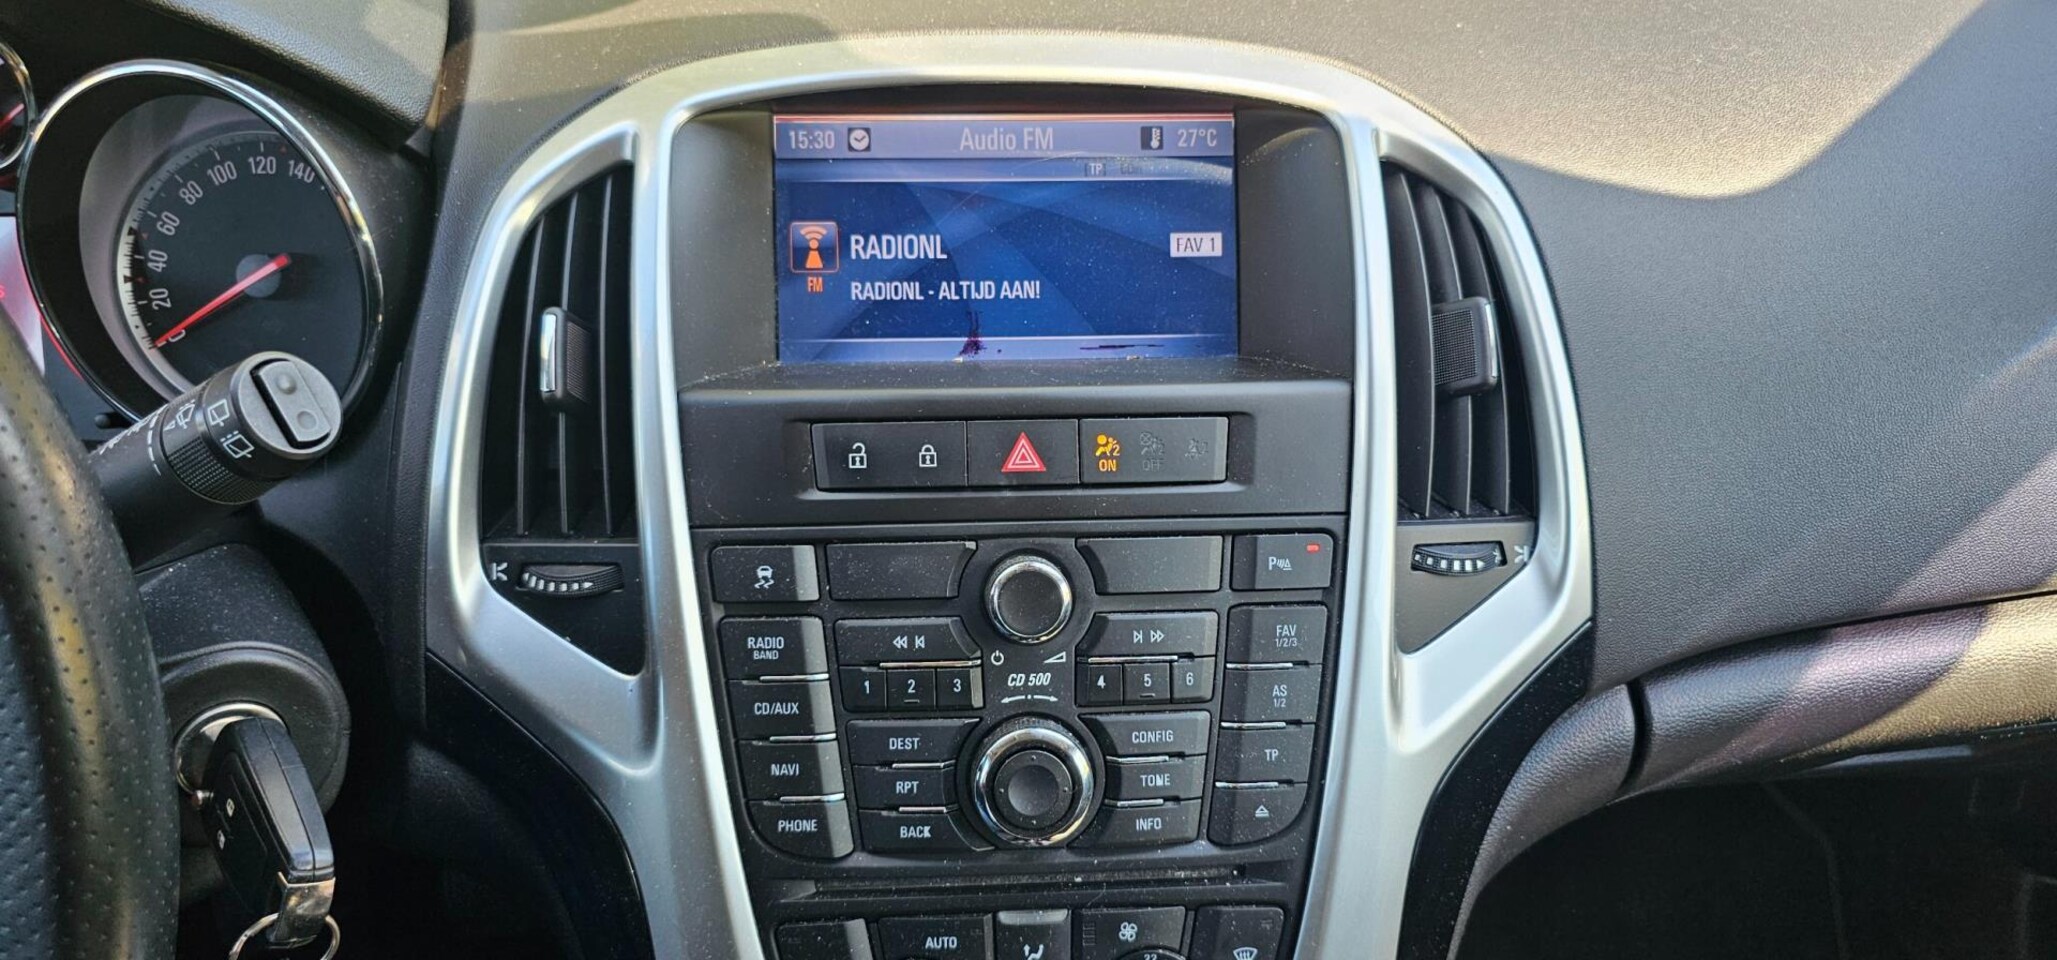 15:30 Audio FM 27°C
TP
RADIONL FAV 1
FM RADIONL - ALTIJD AAN!
20 40 60 80 100 120 140
2
ON OFF
K
RADIO
BAND
FAV
1/2/3
1 2 3 CD 500 4 5 6
CD/AUX
AS
1/2
DEST CONFIG
NAVI TP
RPT TONE
PHONE BACK INFO
AUTO
22